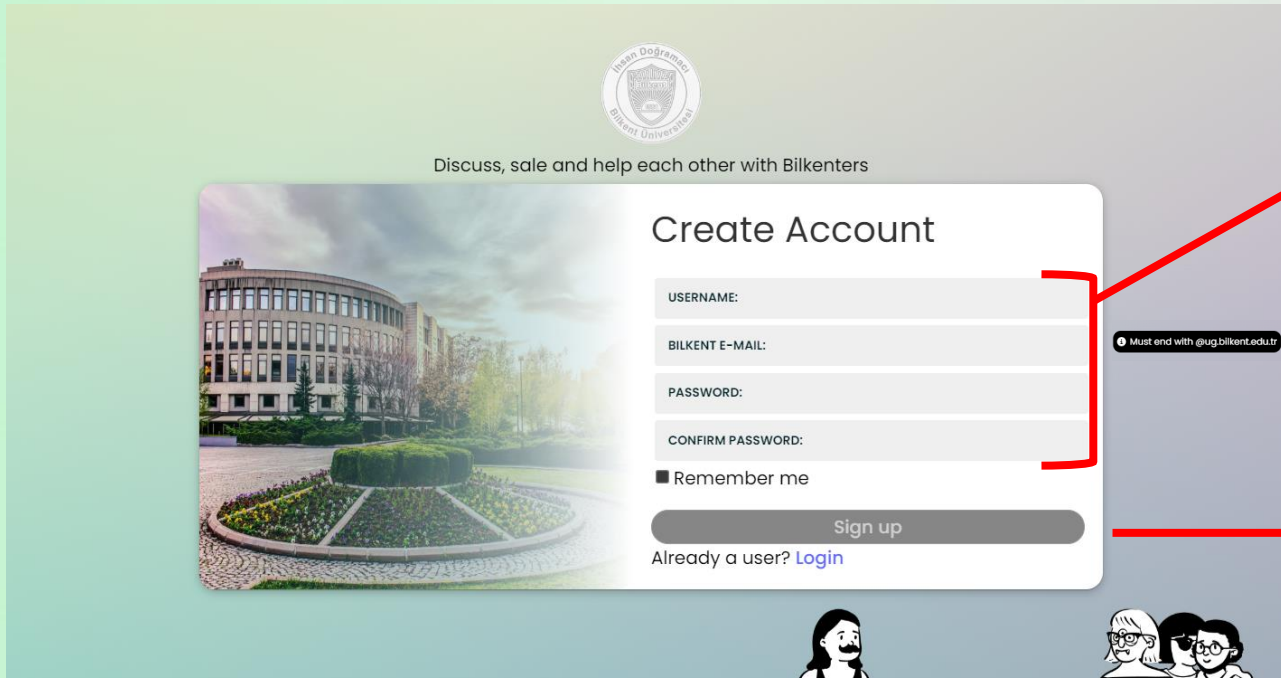 İhsan Doğramacı
Bilkent Üniversitesi
Discuss, sale and help each other with Bilkenters
Create Account
USERNAME:
BILKENT E-MAIL:
Must end with @ug.bilkent.edu.tr
PASSWORD:
CONFIRM PASSWORD:
Remember me
Sign up
Already a user? Login